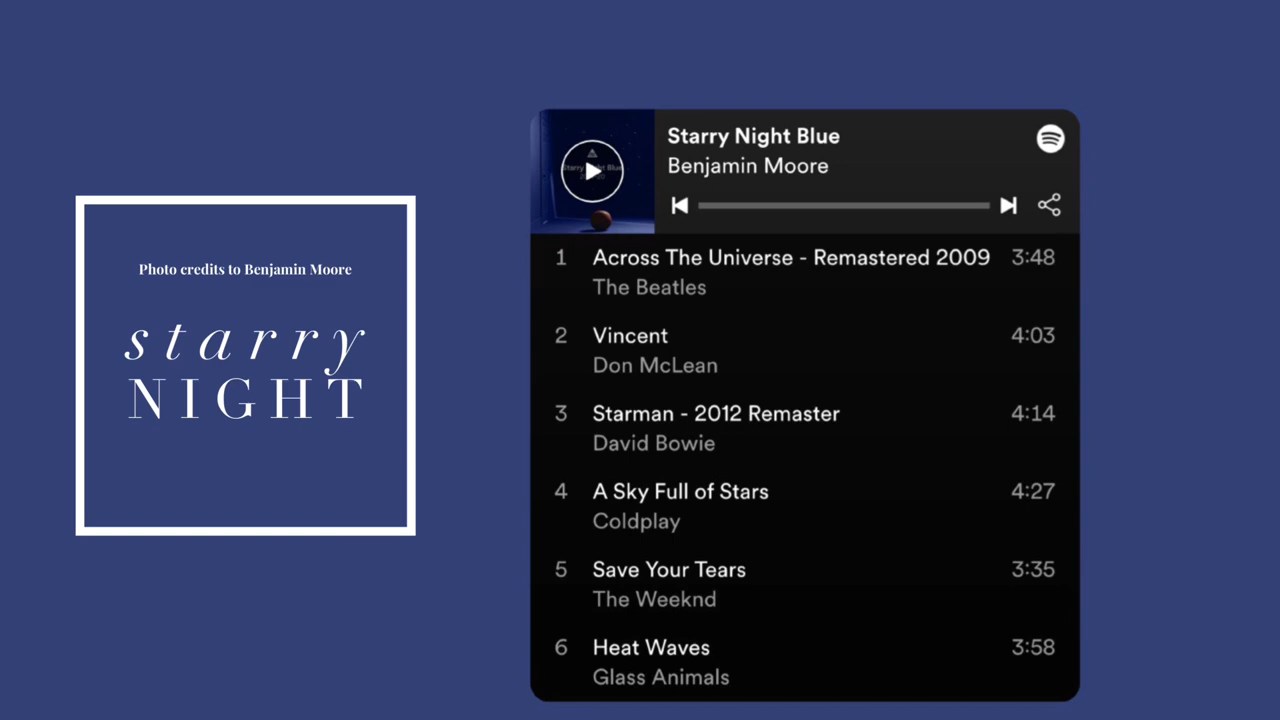 Photo credits to Benjamin Moore
starry
NIGHT
Starry Night Blue
Benjamin Moore
Starry Night Blue
1 Across The Universe - Remastered 2009 3:48
The Beatles
2 Vincent 4:03
Don McLean
3 Starman - 2012 Remaster 4:14
David Bowie
4 A Sky Full of Stars 4:27
Coldplay
5 Save Your Tears 3:35
The Weeknd
6 Heat Waves 3:58
Glass Animals